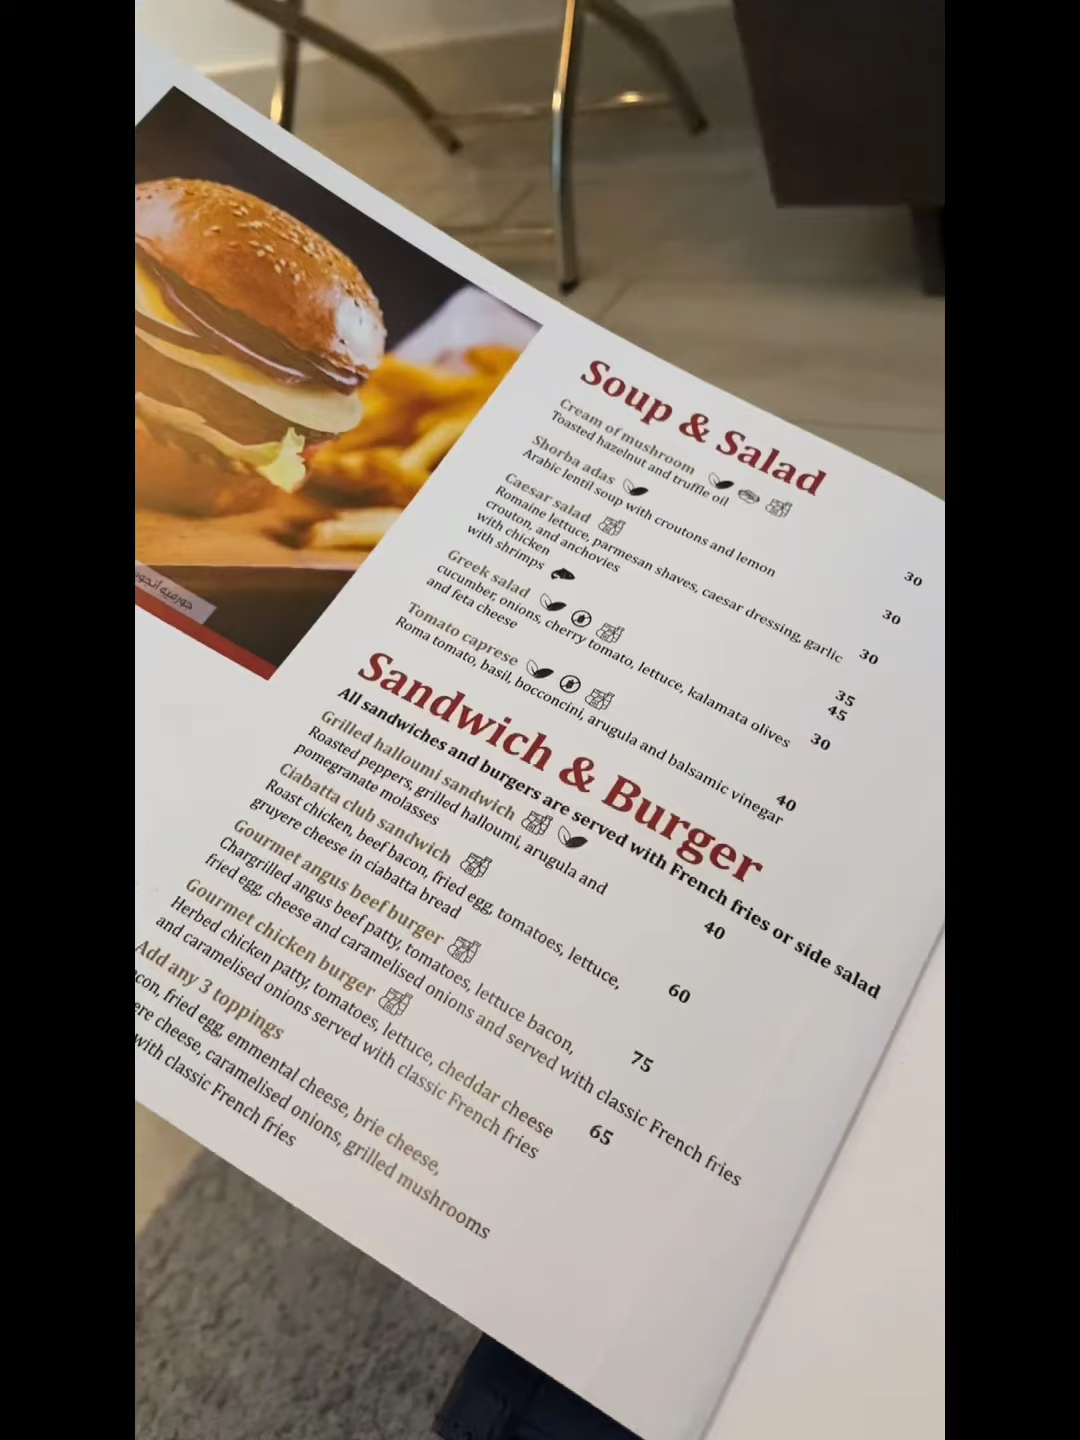 Soup & Salad
Cream of mushroom
Toasted hazelnut and truffle oil 30
Shorba adas
Arabic lentil soup with croutons and lemon 30
Caesar salad
Romaine lettuce, parmesan shaves, caesar dressing, garlic 30
crouton, and anchovies
with chicken 35
with shrimps 45
Greek salad
cucumber, onions, cherry tomato, lettuce, kalamata olives 30
and feta cheese
Tomato caprese
Roma tomato, basil, bocconcini, arugula and balsamic vinegar 40
Sandwich & Burger
All sandwiches and burgers are served with French fries or side salad
Grilled halloumi sandwich
Roasted peppers, grilled halloumi, arugula and 40
pomegranate molasses
Ciabatta club sandwich
Roast chicken, beef bacon, fried egg, tomatoes, lettuce, 60
gruyere cheese in ciabatta bread
Gourmet angus beef burger
Chargrilled angus beef patty, tomatoes, lettuce bacon, 75
fried egg, cheese and caramelised onions and served with classic French fries
Gourmet chicken burger
Herbed chicken patty, tomatoes, lettuce, cheddar cheese 65
and caramelised onions served with classic French fries
Add any 3 toppings
fried egg, emmental cheese, brie cheese,
cheese, caramelised onions, grilled mushrooms
with classic French fries